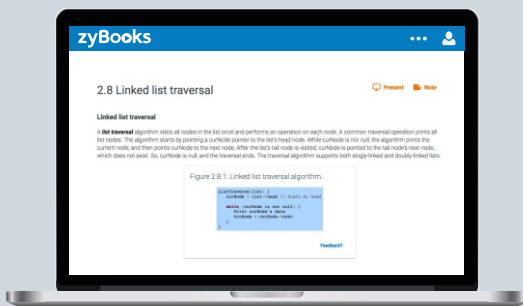 zyBooks
2.8 Linked list traversal
Present
Note
Linked list traversal
A list traversal algorithm visits all nodes in the list once and performs an operation on each node. A common traversal operation prints all
list nodes. The algorithm starts by pointing a curNode pointer to the list's head node. While curNode is not null, the algorithm prints the
current node, and then points curNode to the next node. After the list's tail node is visited, curNode is pointed to the tail node's next node,
which does not exist. So, curNode is null, and the traversal ends. The traversal algorithm supports both singly-linked and doubly-linked lists.
Figure 2.8.1: Linked list traversal algorithm.
ListTraverse(list) {
curNode = list->head // Start at head
while (curNode is not null) {
Print curNode's data
curNode = curNode->next
}
}
Feedback?